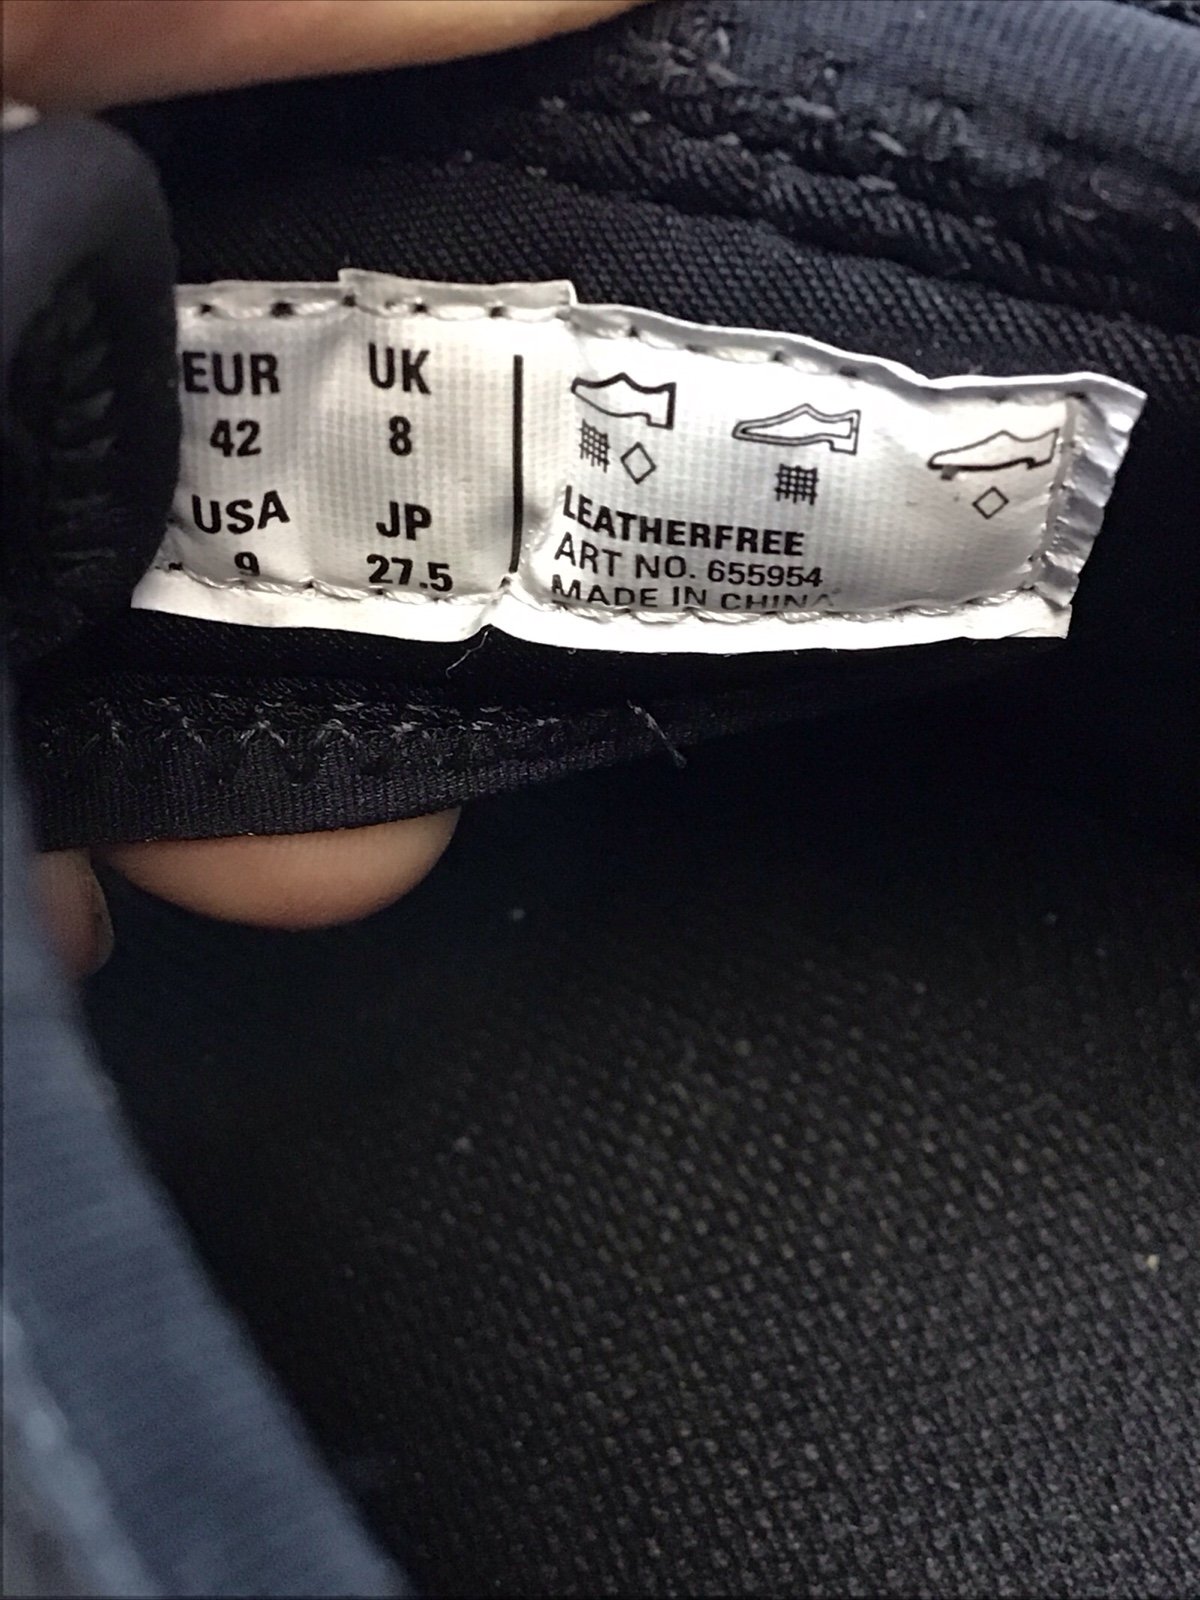 EUR UK
42 8
USA JP
9 27.5
LEATHERFREE
ART NO. 655954
MADE IN CHINA